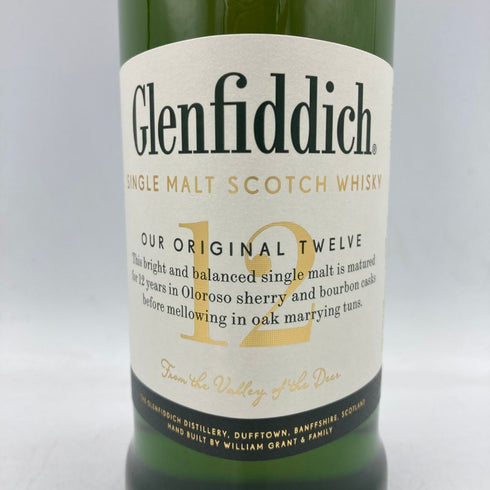 Glenfiddich®
SINGLE MALT SCOTCH WHISKY
12
OUR ORIGINAL TWELVE
This bright and balanced single malt is matured
for 12 years in Oloroso sherry and bourbon casks
before mellowing in oak marrying tuns.
From the Valley of the Deer
THE GLENFIDDICH DISTILLERY, DUFFTOWN, BANFFSHIRE, SCOTLAND
HAND BUILT BY WILLIAM GRANT & FAMILY